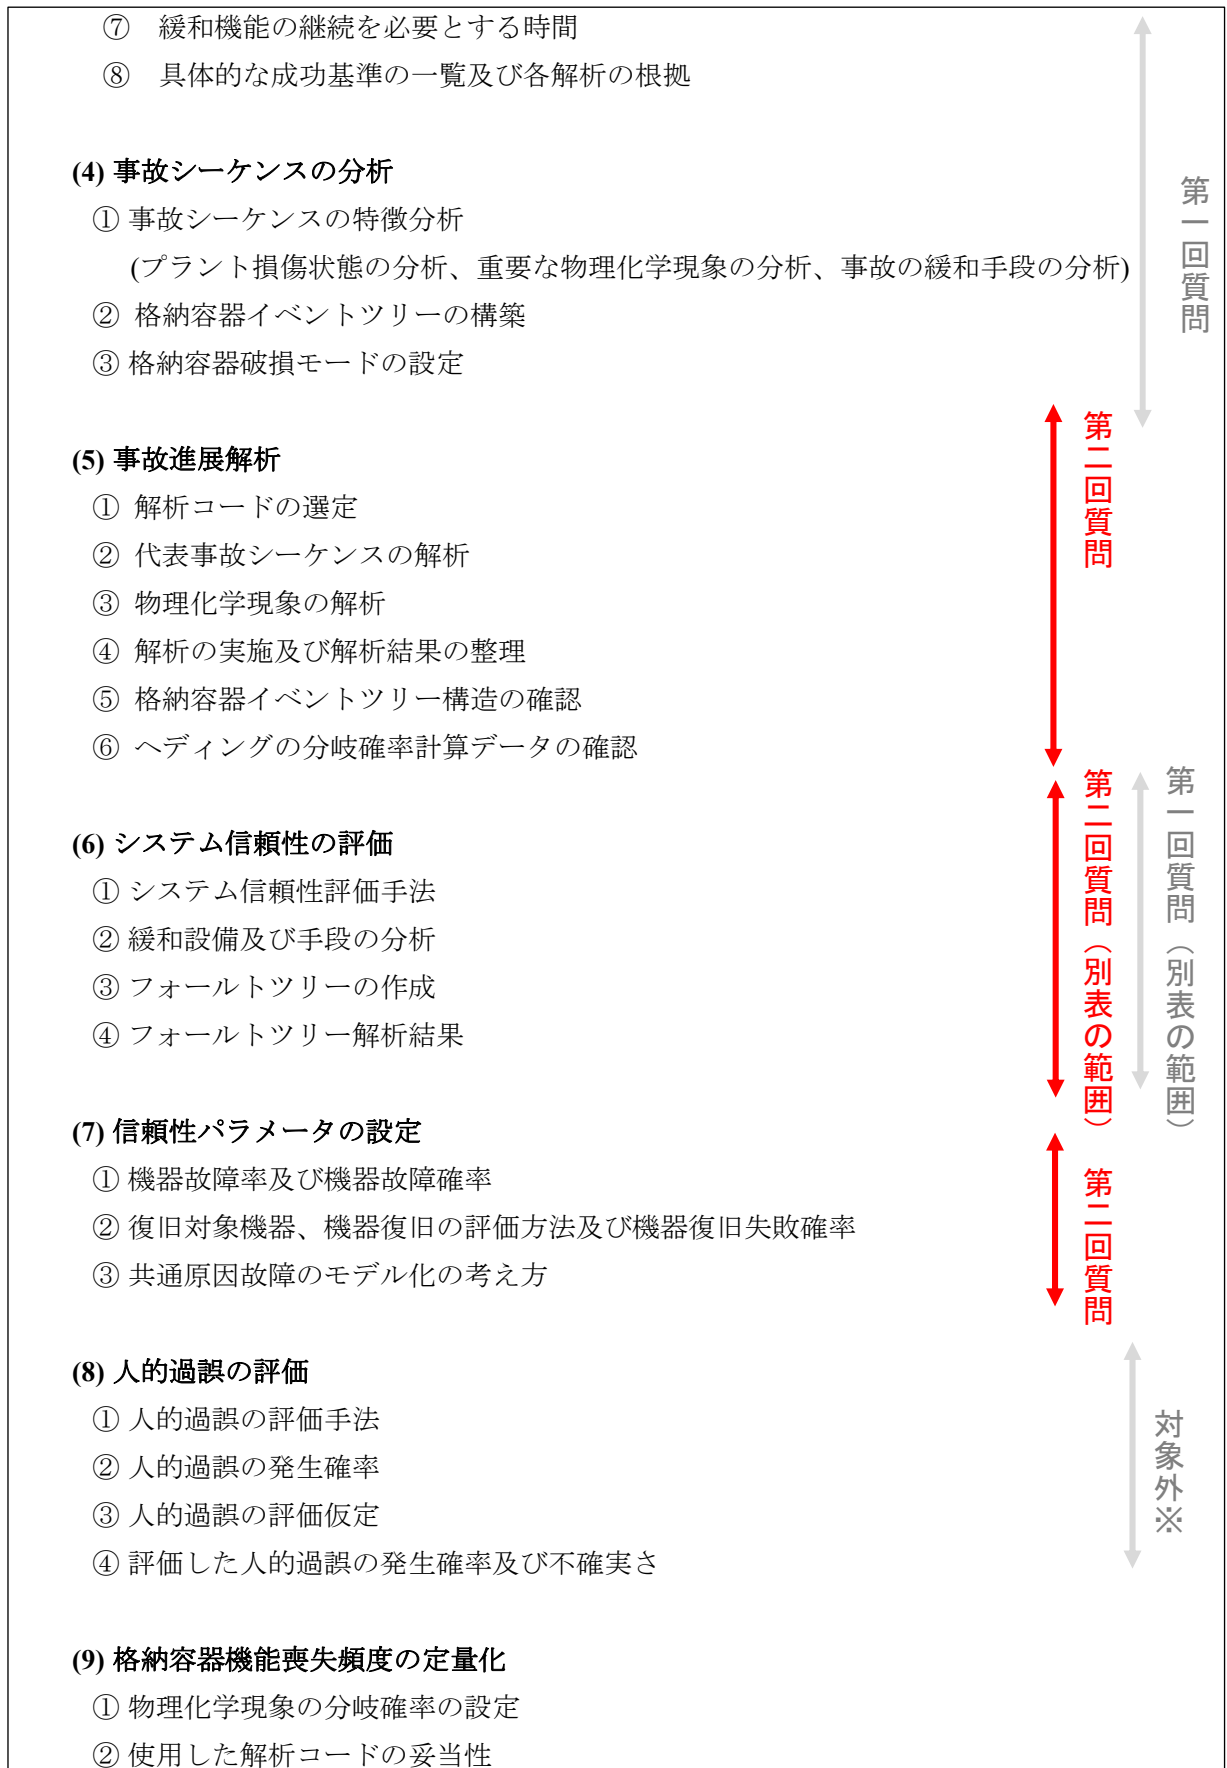 ⑦ 緩和機能の継続を必要とする時間
⑧ 具体的な成功基準の一覧及び各解析の根拠
(4) 事故シーケンスの分析
① 事故シーケンスの特徴分析
(プラント損傷状態の分析、重要な物理化学現象の分析、事故の緩和手段の分析)
② 格納容器イベントツリーの構築
③ 格納容器破損モードの設定
第一回質問
(5) 事故進展解析
① 解析コードの選定
② 代表事故シーケンスの解析
③ 物理化学現象の解析
④ 解析の実施及び解析結果の整理
⑤ 格納容器イベントツリー構造の確認
⑥ ヘディングの分岐確率計算データの確認
第二回質問
(6) システム信頼性の評価
① システム信頼性評価手法
② 緩和設備及び手段の分析
③ フォールトツリーの作成
④ フォールトツリー解析結果
第二回質問（別表の範囲）
第一回質問（別表の範囲）
(7) 信頼性パラメータの設定
① 機器故障率及び機器故障確率
② 復旧対象機器、機器復旧の評価方法及び機器復旧失敗確率
③ 共通原因故障のモデル化の考え方
第二回質問
(8) 人的過誤の評価
① 人的過誤の評価手法
② 人的過誤の発生確率
③ 人的過誤の評価仮定
④ 評価した人的過誤の発生確率及び不確実さ
対象外※
(9) 格納容器機能喪失頻度の定量化
① 物理化学現象の分岐確率の設定
② 使用した解析コードの妥当性